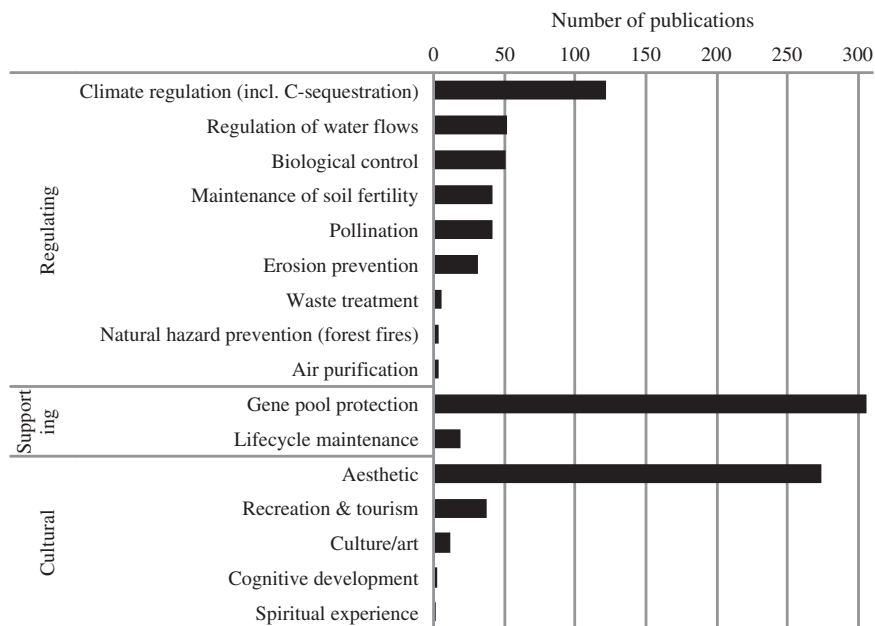 Number of publications
0 50 100 150 200 250 300
Regulating
Climate regulation (incl. C-sequestration)
Regulation of water flows
Biological control
Maintenance of soil fertility
Pollination
Erosion prevention
Waste treatment
Natural hazard prevention (forest fires)
Air purification
Support
ing
Gene pool protection
Lifecycle maintenance
Cultural
Aesthetic
Recreation & tourism
Culture/art
Cognitive development
Spiritual experience